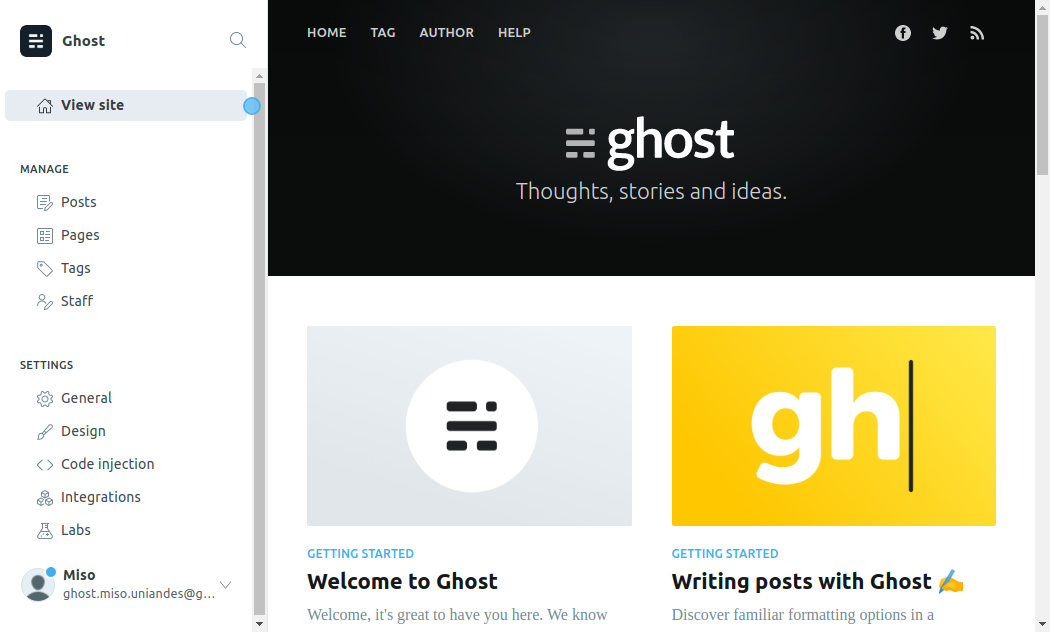 Ghost
View site
MANAGE
Posts
Pages
Tags
Staff
SETTINGS
General
Design
Code injection
Integrations
Labs
Miso
ghost.miso.uniandes@g...
HOME TAG AUTHOR HELP
ghost
Thoughts, stories and ideas.
gh
GETTING STARTED
Welcome to Ghost
Welcome, it's great to have you here. We know
GETTING STARTED
Writing posts with Ghost ✍️
Discover familiar formatting options in a